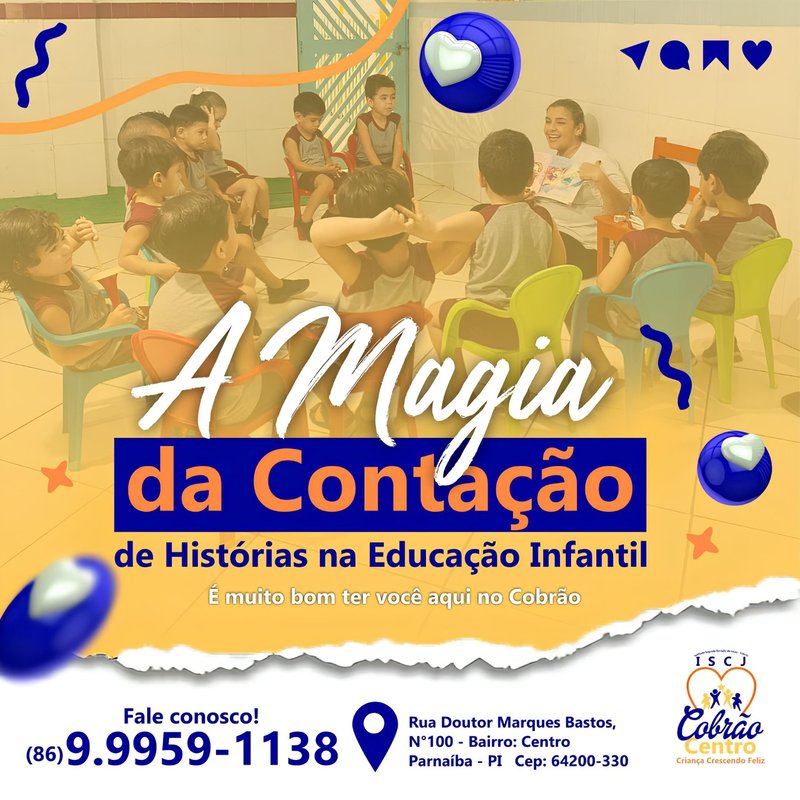 A Magia
da Contação
de Histórias na Educação Infantil
É muito bom ter você aqui no Cobrão
Fale conosco!
(86)9.9959-1138
Rua Doutor Marques Bastos,
N°100 - Bairro: Centro
Parnaíba - PI Cep: 64200-330
I S C J
Cobrão
Centro
Criança Crescendo Feliz